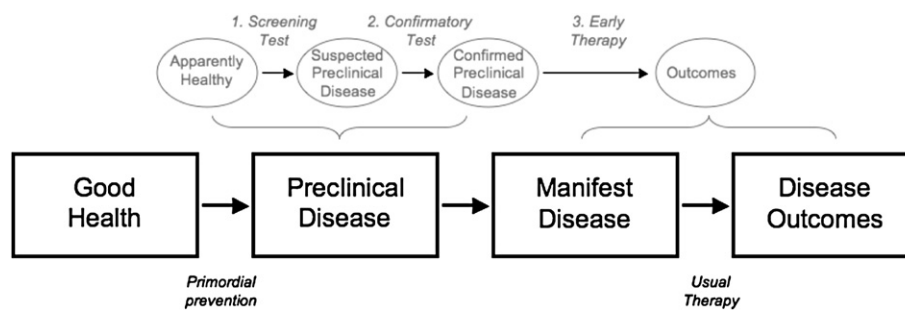 1. Screening
Test
2. Confirmatory
Test
3. Early
Therapy
Apparently
Healthy
Suspected
Preclinical
Disease
Confirmed
Preclinical
Disease
Outcomes
Good
Health
Preclinical
Disease
Manifest
Disease
Disease
Outcomes
Primordial
prevention
Usual
Therapy